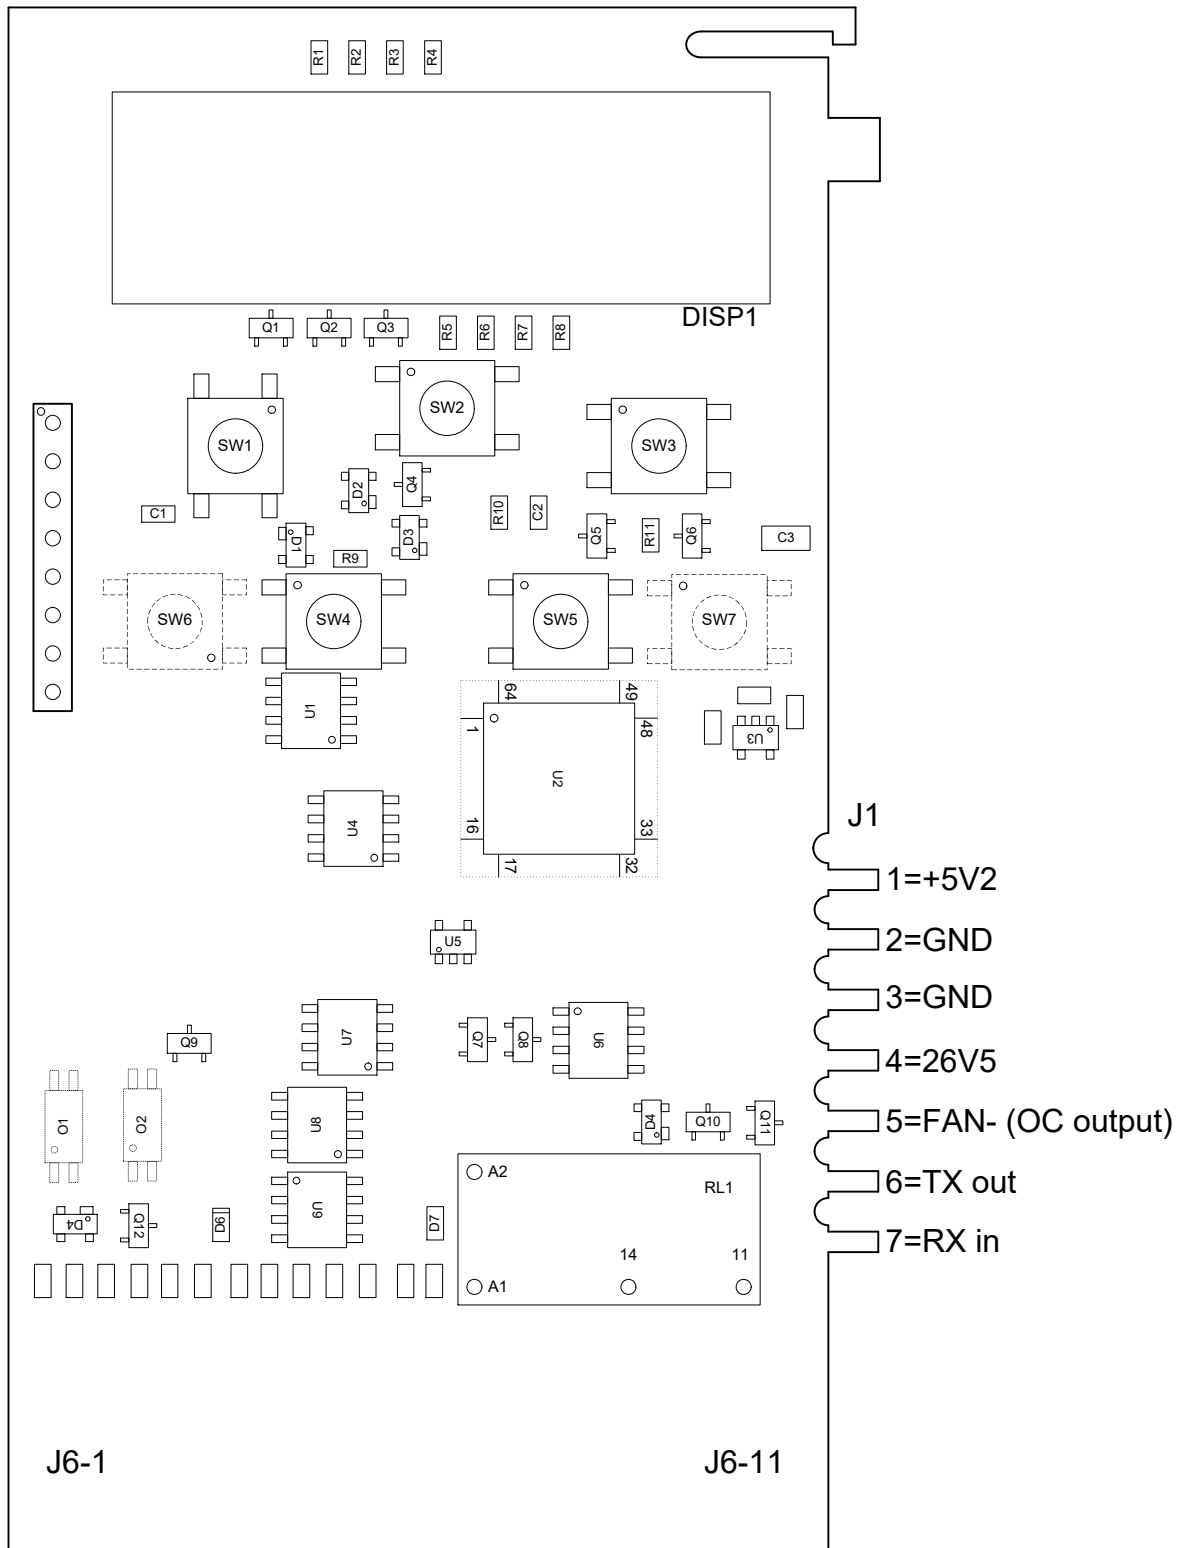 R1 R2 R3 R4
DISP1
Q1 Q2 Q3 R5 R6 R7 R8
SW1 SW2 SW3
D2 Q4
C1 R10 C2
D1 D3 Q5 R11 Q6 C3
R9
SW6 SW4 SW5 SW7
U1
64 49
1 48
U3
U2
U4
16 33
17 32
J1
1=+5V2
U5
2=GND
3=GND
Q9 U7 Q7 Q8 U6
4=26V5
O1 O2 U8 D4 Q10 Q11
5=FAN- (OC output)
A2 RL1
6=TX out
D4 Q12 D6 U9 D7
7=RX in
14 11
A1
J6-1 J6-11